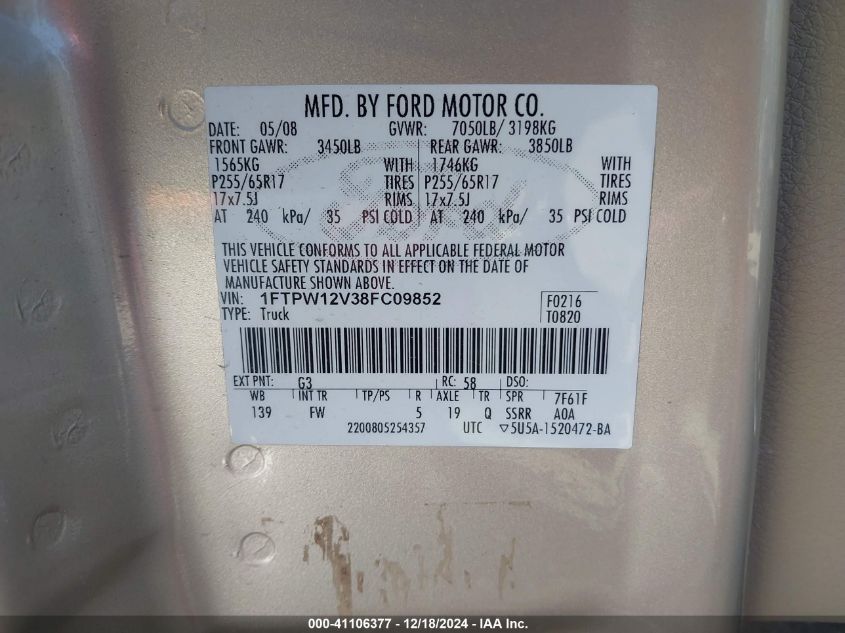 MFD. BY FORD MOTOR CO.
DATE: 05/08 GVWR: 7050LB/ 3198KG
FRONT GAWR: 3450LB REAR GAWR: 3850LB
1565KG WITH 1746KG WITH
P255/65R17 TIRES P255/65R17 TIRES
17x7.5J RIMS 17x7.5J RIMS
AT 240 kPa/ 35 PSI COLD AT 240 kPa/ 35 PSI COLD
THIS VEHICLE CONFORMS TO ALL APPLICABLE FEDERAL MOTOR
VEHICLE SAFETY STANDARDS IN EFFECT ON THE DATE OF
MANUFACTURE SHOWN ABOVE.
VIN: 1FTPW12V38FC09852 F0216
TYPE: Truck T0820
EXT PNT: G3 RC: 58 DSO:
WB INT TR TP/PS R AXLE TR SPR 7F61F
139 FW 5 19 Q SSRR A0A
2200805254357 UTC ▽5U5A-1520472-BA
000-41106377 - 12/18/2024 - IAA Inc.